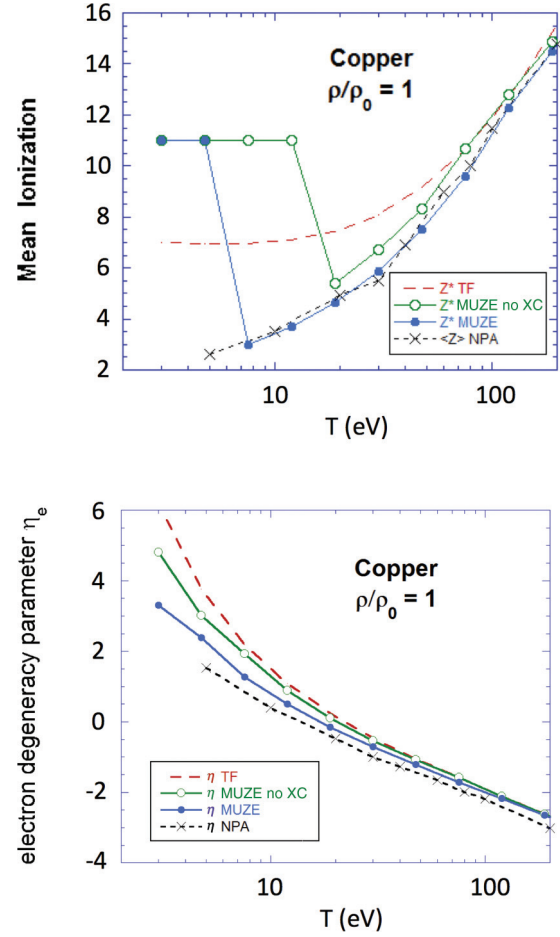 16
14
12
10
8
6
4
2
Mean Ionization
Copper
ρ/ρ0 = 1
Z* TF
Z* MUZE no XC
Z* MUZE
<Z> NPA
10
100
T (eV)
6
4
2
0
-2
-4
electron degeneracy parameter ηe
Copper
ρ/ρ0 = 1
η TF
η MUZE no XC
η MUZE
η NPA
10
100
T (eV)